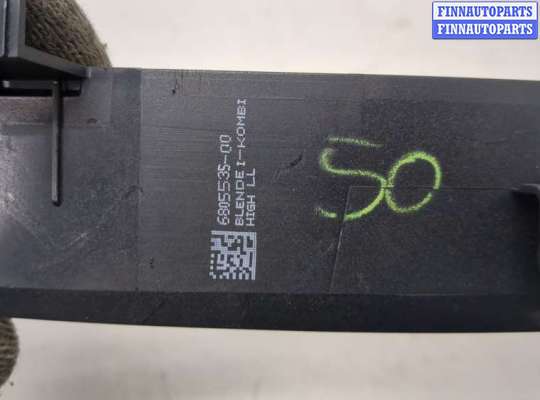 FINNAUTOPARTS
FINNAUTOPARTS
6805535-00
BLENDE I-KOMBI
HIGH LL
50